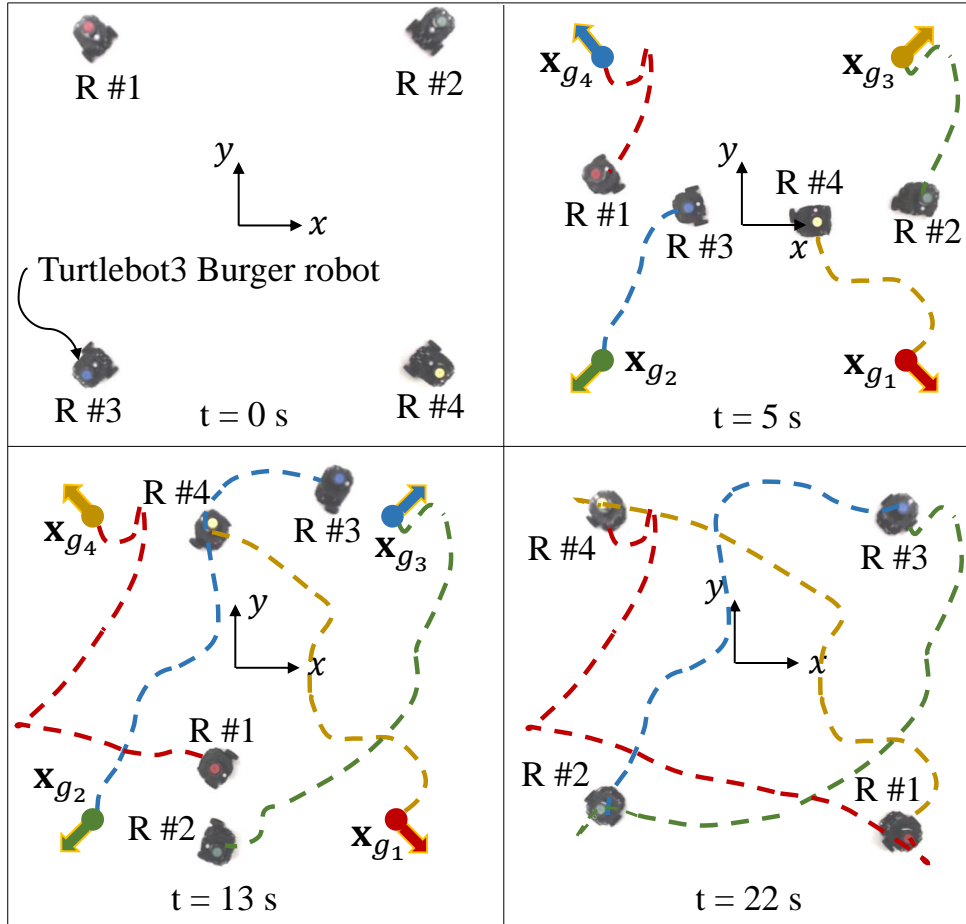 R #1
R #2
y
x
Turtlebot3 Burger robot
R #3
R #4
t = 0 s
x_{g_4}
x_{g_3}
R #1
R #3
R #4
R #2
y
x
x_{g_2}
x_{g_1}
t = 5 s
R #4
R #3
x_{g_4}
x_{g_3}
y
x
R #1
x_{g_2}
R #2
x_{g_1}
t = 13 s
R #4
R #3
y
x
R #2
R #1
t = 22 s